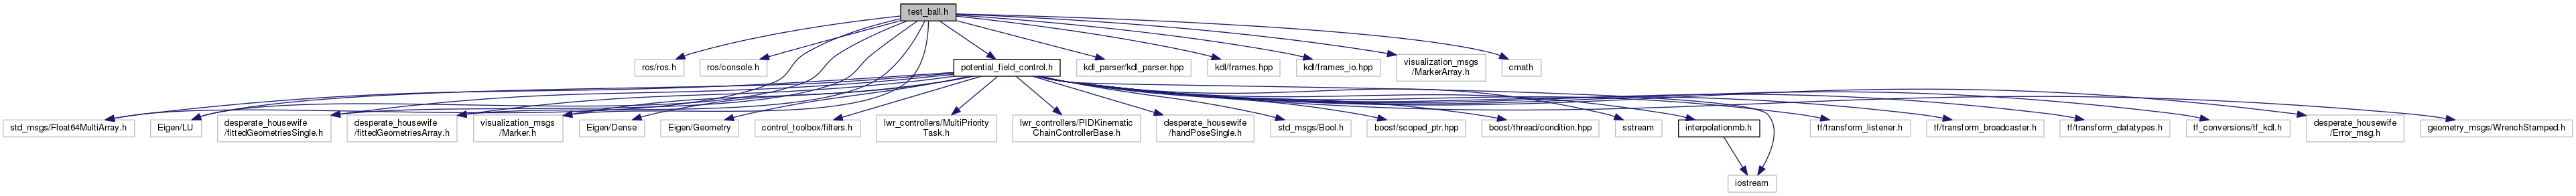 test_ball.h
ros/ros.h
ros/console.h
potential_field_control.h
kdl_parser/kdl_parser.hpp
kdl/frames.hpp
kdl/frames_io.hpp
visualization_msgs
/MarkerArray.h
cmath
std_msgs/Float64MultiArray.h
Eigen/LU
desperate_housewife
/fittedGeometriesSingle.h
desperate_housewife
/fittedGeometriesArray.h
visualization_msgs
/Marker.h
Eigen/Dense
Eigen/Geometry
control_toolbox/filters.h
lwr_controllers/MultiPriority
Task.h
lwr_controllers/PIDKinematic
ChainControllerBase.h
desperate_housewife
/handPoseSingle.h
std_msgs/Bool.h
boost/scoped_ptr.hpp
boost/thread/condition.hpp
sstream
interpolationmb.h
tf/transform_listener.h
tf/transform_broadcaster.h
tf/transform_datatypes.h
tf_conversions/tf_kdl.h
desperate_housewife
/Error_msg.h
geometry_msgs/WrenchStamped.h
iostream